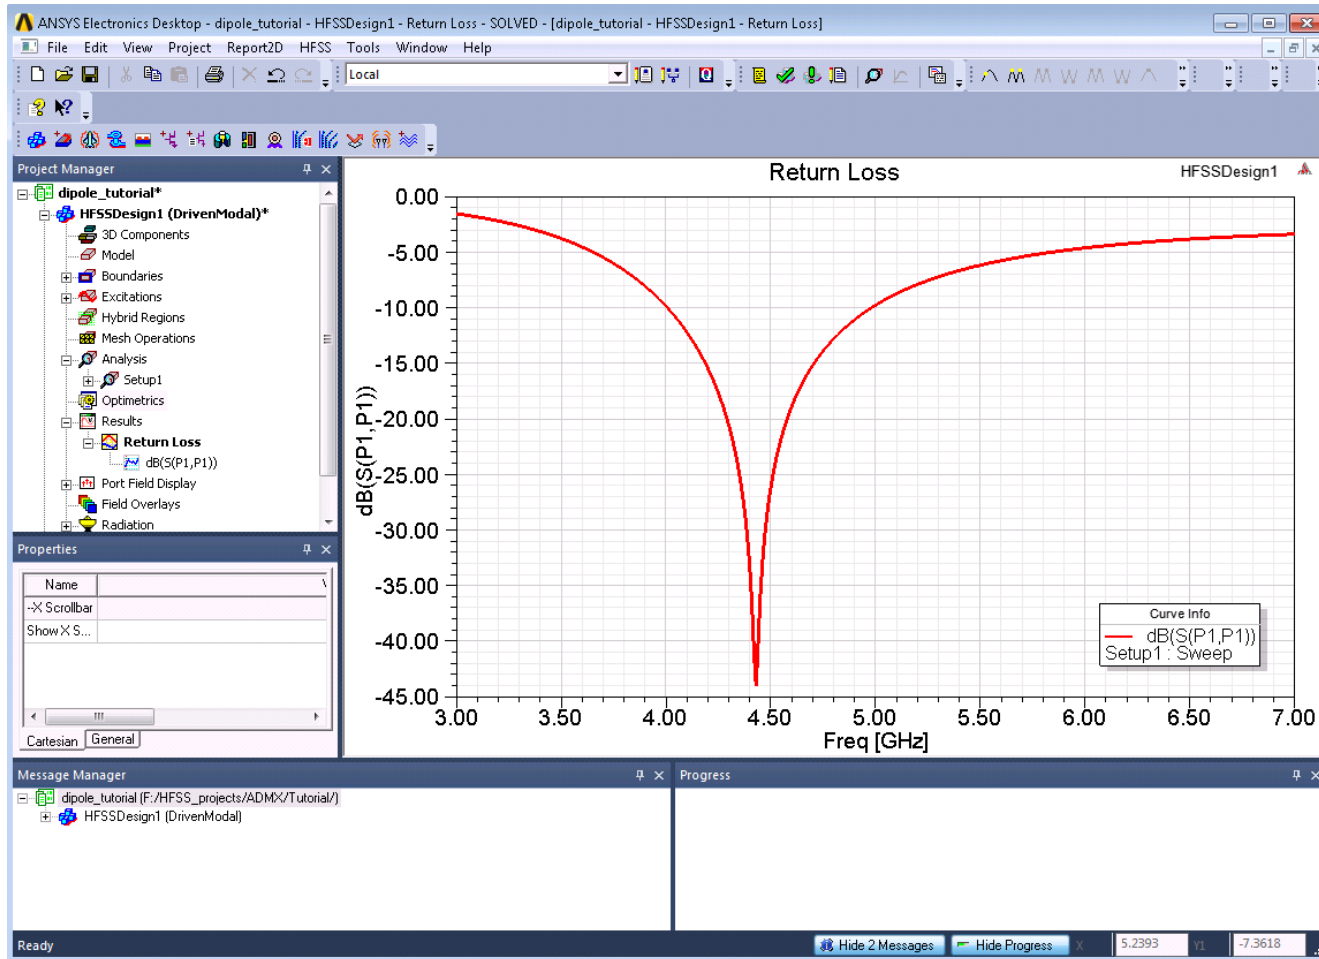 ANSYS Electronics Desktop - dipole_tutorial - HFSSDesign1 - Return Loss - SOLVED - [dipole_tutorial - HFSSDesign1 - Return Loss]
File Edit View Project Report2D HFSS Tools Window Help
Local
Project Manager
dipole_tutorial*
HFSSDesign1 (DrivenModal)*
3D Components
Model
Boundaries
Excitations
Hybrid Regions
Mesh Operations
Analysis
Setup1
Optimetrics
Results
Return Loss
dB(S(P1,P1))
Port Field Display
Field Overlays
Radiation
Properties
Name
-X Scrollbar
Show X S...
Cartesian General
Return Loss
HFSSDesign1
0.00
-5.00
-10.00
-15.00
-20.00
-25.00
-30.00
-35.00
-40.00
-45.00
dB(S(P1,P1))
3.00 3.50 4.00 4.50 5.00 5.50 6.00 6.50 7.00
Freq [GHz]
Curve Info
dB(S(P1,P1))
Setup1 : Sweep
Message Manager
dipole_tutorial (F:/HFSS_projects/ADMX/Tutorial/)
HFSSDesign1 (DrivenModal)
Progress
Ready
Hide 2 Messages Hide Progress X 5.2393 Y1 -7.3618